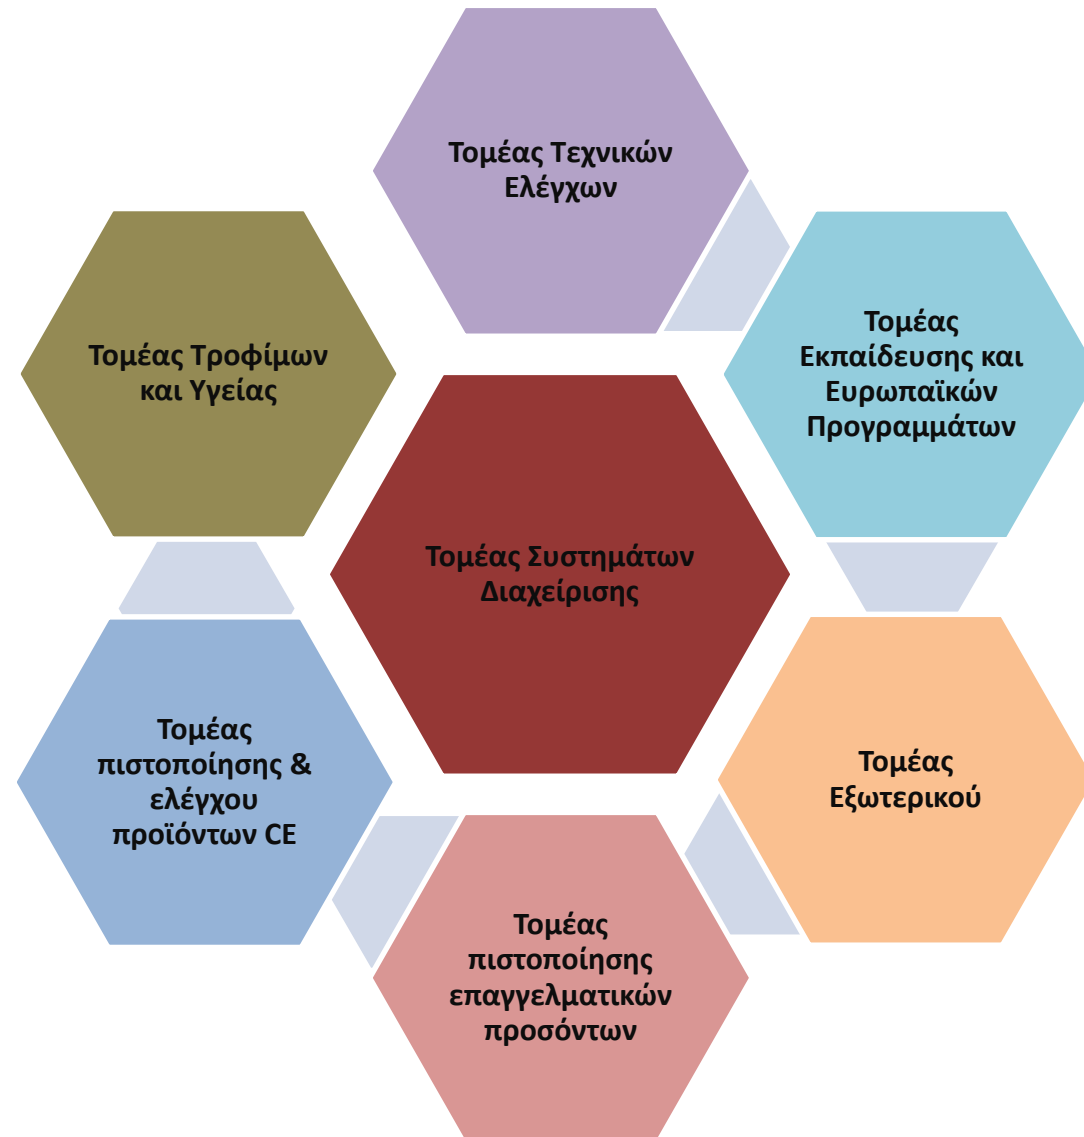 Τομέας Τεχνικών
Ελέγχων
Τομέας
Εκπαίδευσης και
Ευρωπαϊκών
Προγραμμάτων
Τομέας Τροφίμων
και Υγείας
Τομέας Συστημάτων
Διαχείρισης
Τομέας
πιστοποίησης &
ελέγχου
προϊόντων CE
Τομέας
Εξωτερικού
Τομέας
πιστοποίησης
επαγγελματικών
προσόντων